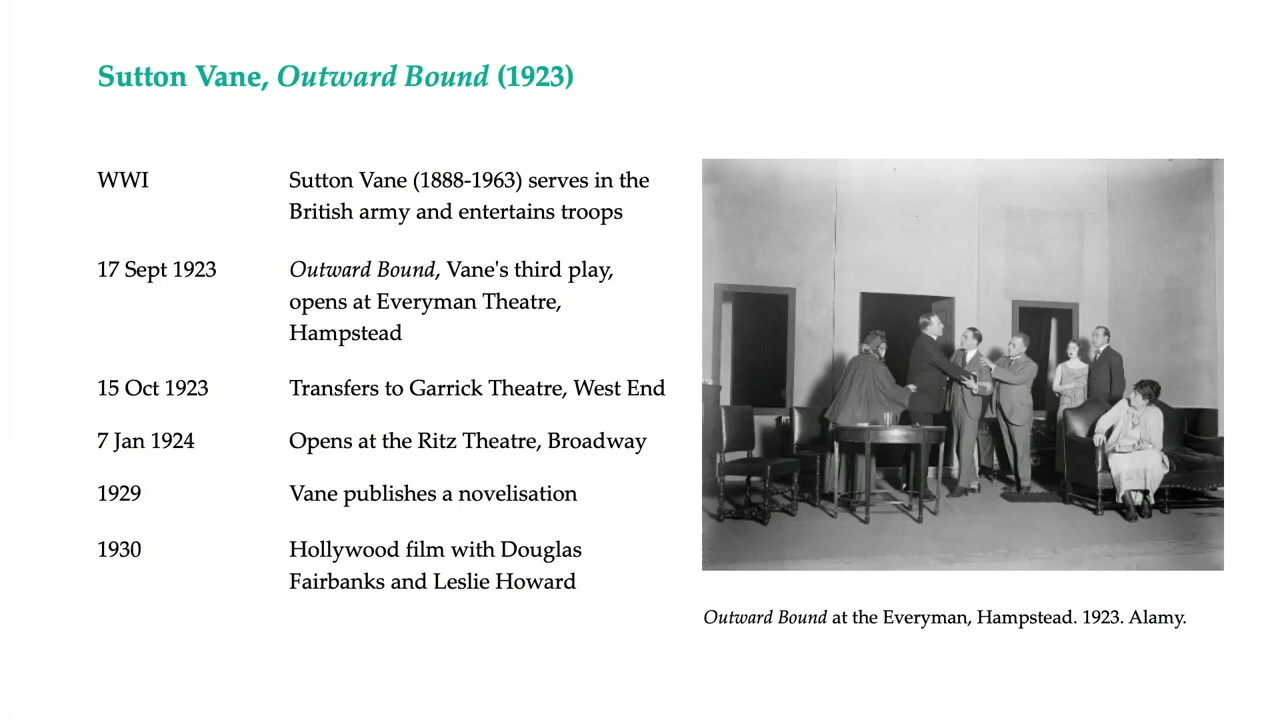 Sutton Vane, Outward Bound (1923)
WWI
Sutton Vane (1888-1963) serves in the
British army and entertains troops
17 Sept 1923
Outward Bound, Vane's third play,
opens at Everyman Theatre,
Hampstead
15 Oct 1923
Transfers to Garrick Theatre, West End
7 Jan 1924
Opens at the Ritz Theatre, Broadway
1929
Vane publishes a novelisation
1930
Hollywood film with Douglas
Fairbanks and Leslie Howard
Outward Bound at the Everyman, Hampstead. 1923. Alamy.